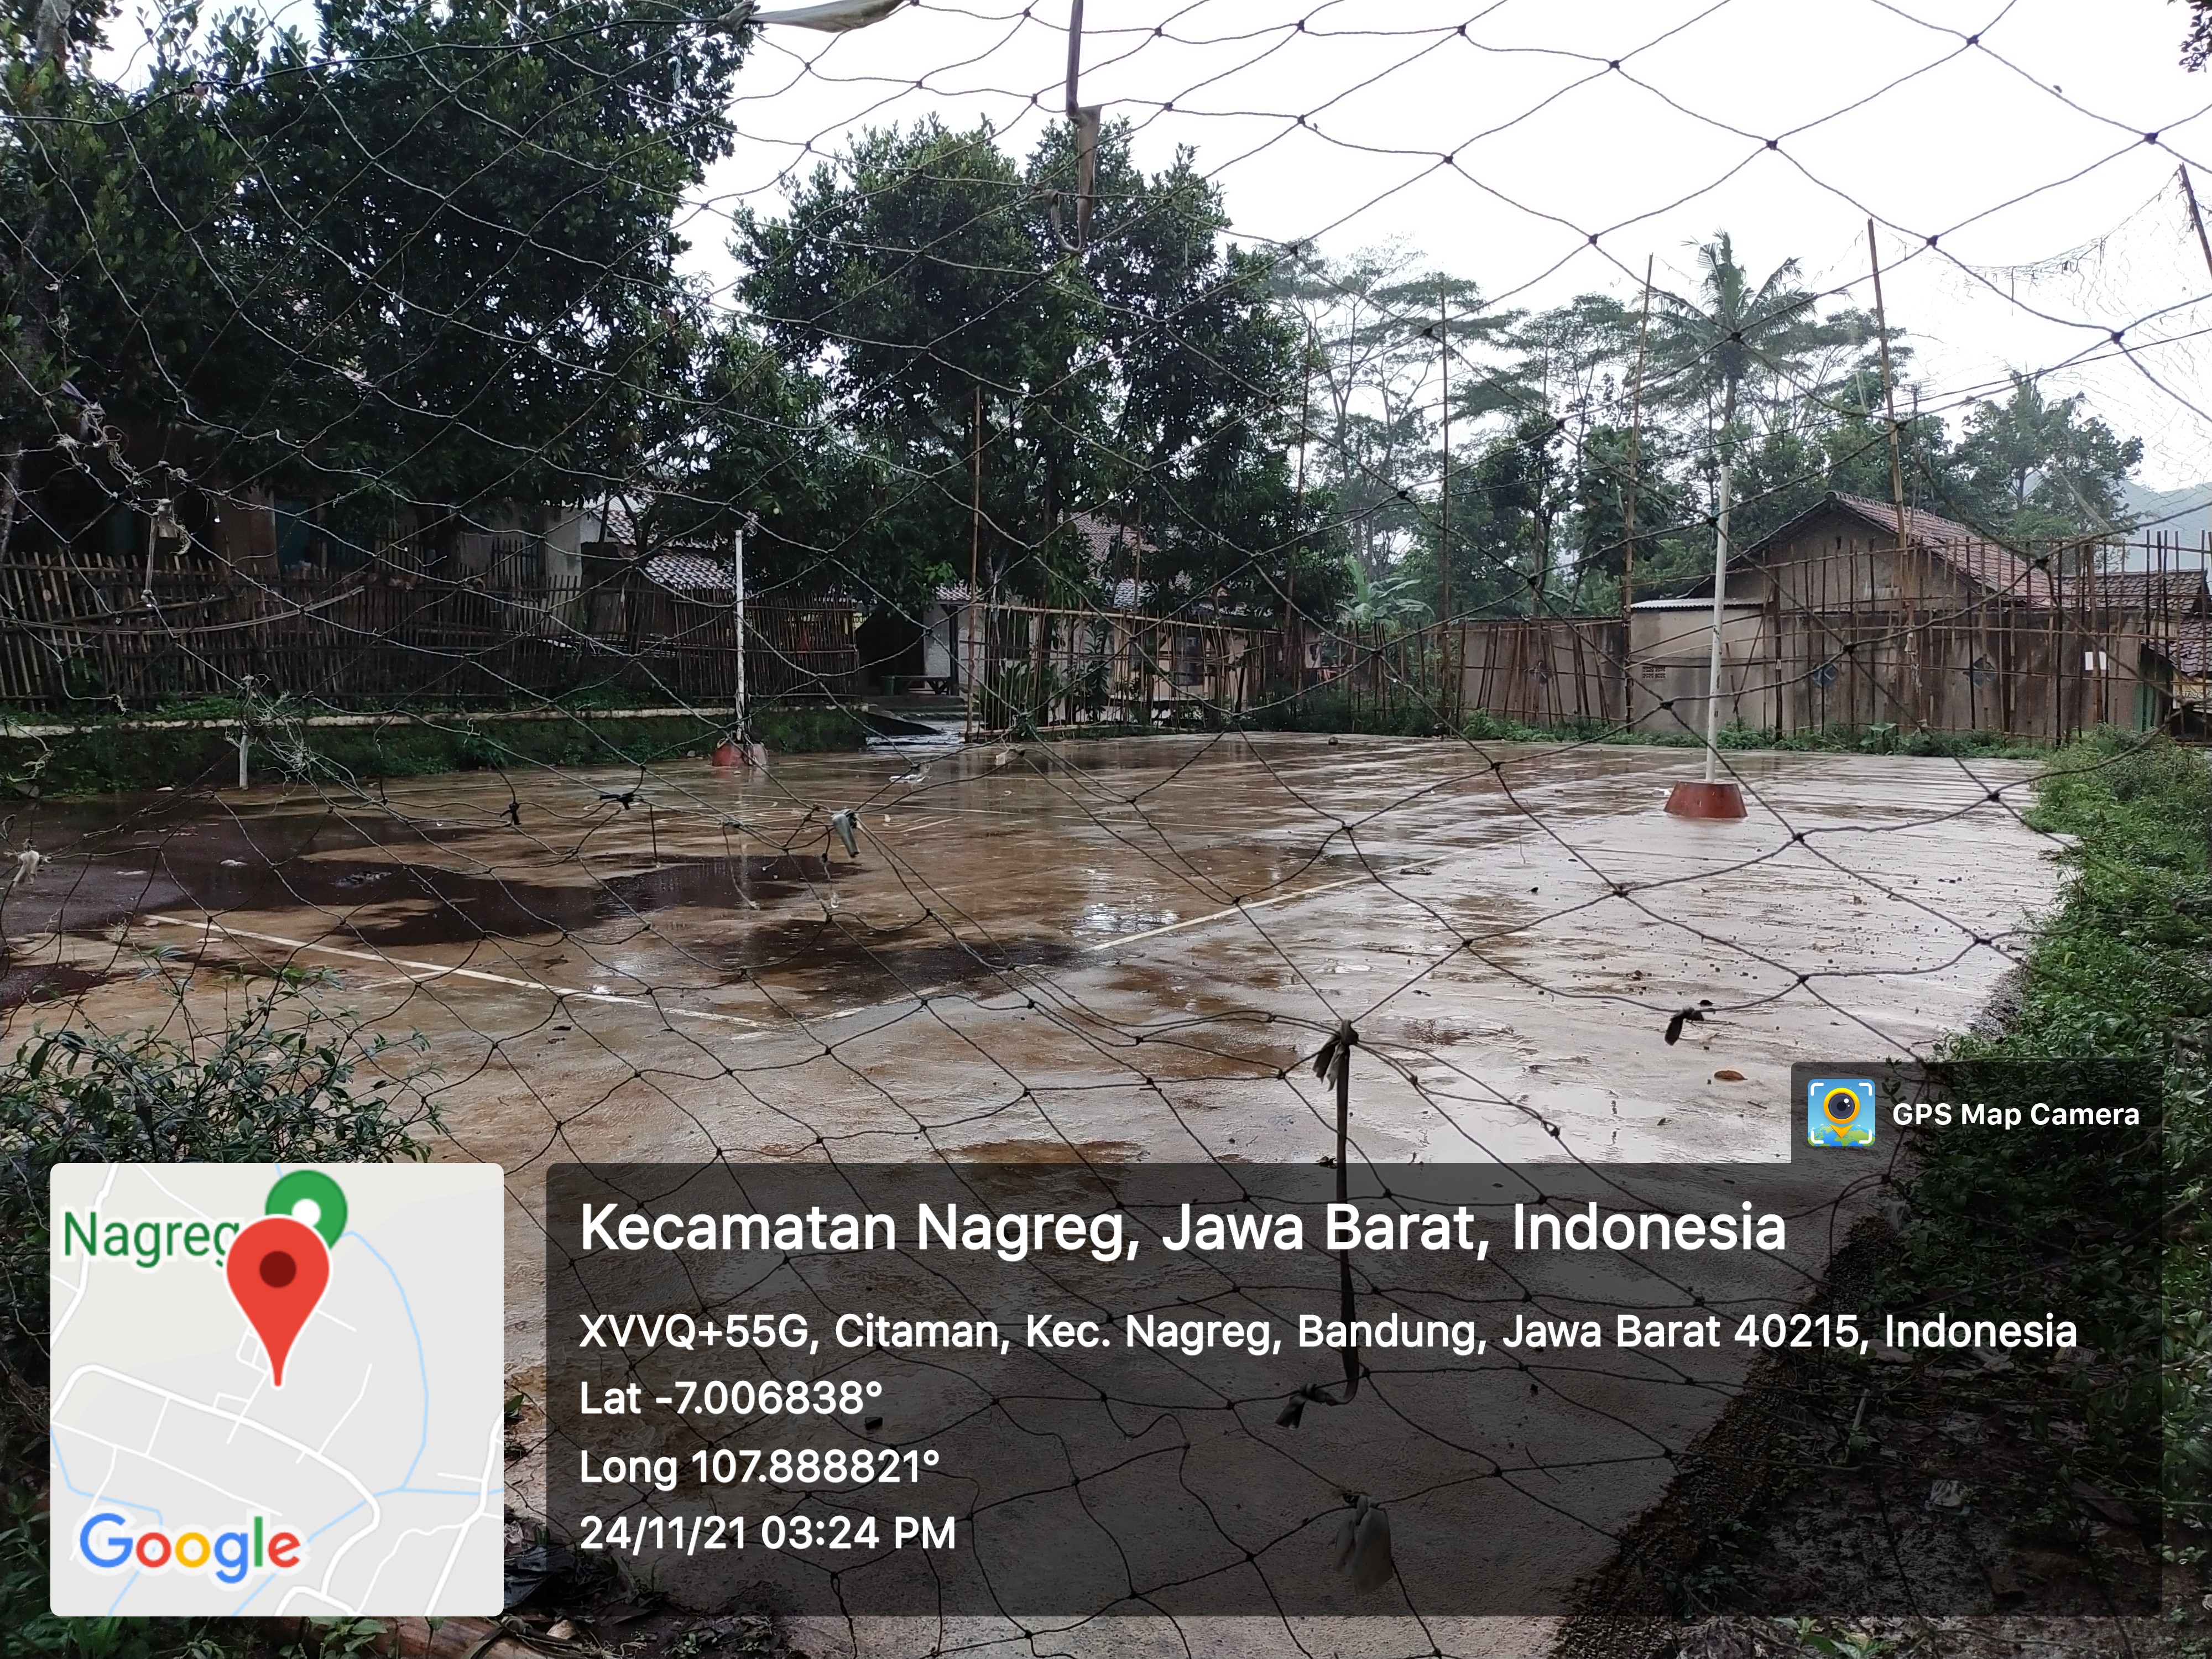 GPS Map Camera
Nagreg
Google
Kecamatan Nagreg, Jawa Barat, Indonesia
XVVQ+55G, Citaman, Kec. Nagreg, Bandung, Jawa Barat 40215, Indonesia
Lat -7.006838°
Long 107.888821°
24/11/21 03:24 PM